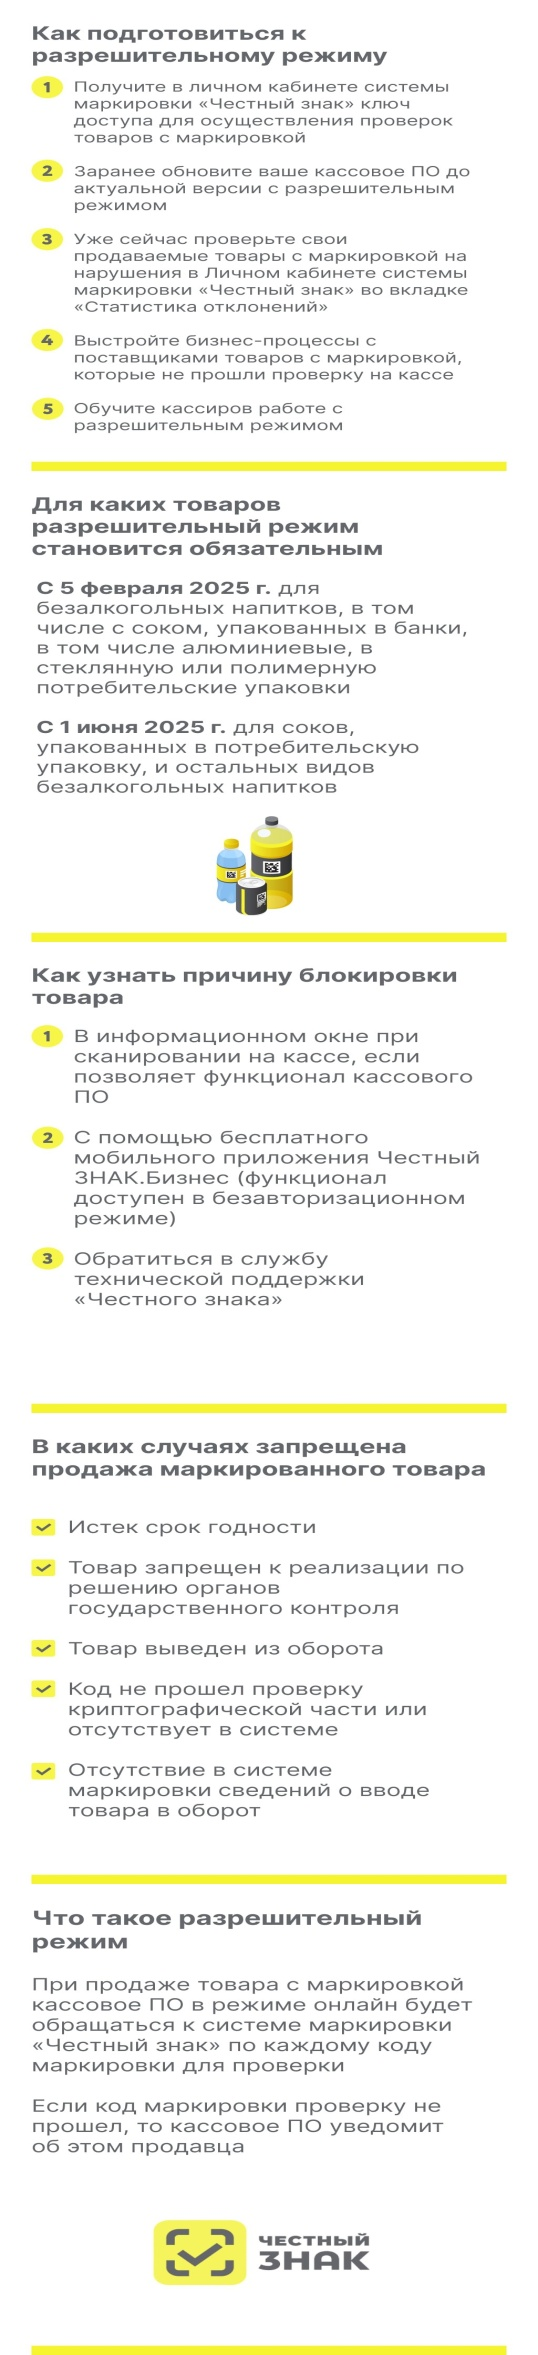 Как подготовиться к
разрешительному режиму
1
Получите в личном кабинете системы
маркировки «Честный знак» ключ
доступа для осуществления проверок
товаров с маркировкой
2
Заранее обновите ваше кассовое ПО до
актуальной версии с разрешительным
режимом
3
Уже сейчас проверьте свои
продаваемые товары с маркировкой на
нарушения в Личном кабинете системы
маркировки «Честный знак» во вкладке
«Статистика отклонений»
4
Выстройте бизнес-процессы с
поставщиками товаров с маркировкой,
которые не прошли проверку на кассе
5
Обучите кассиров работе с
разрешительным режимом
Для каких товаров
разрешительный режим
становится обязательным
С 5 февраля 2025 г. для
безалкогольных напитков, в том
числе с соком, упакованных в банки,
в том числе алюминиевые, в
стеклянную или полимерную
потребительские упаковки
С 1 июня 2025 г. для соков,
упакованных в потребительскую
упаковку, и остальных видов
безалкогольных напитков
Как узнать причину блокировки
товара
1
В информационном окне при
сканировании на кассе, если
позволяет функционал кассового
ПО
2
С помощью бесплатного
мобильного приложения Честный
ЗНАК.Бизнес (функционал
доступен в безавторизационном
режиме)
3
Обратиться в службу
технической поддержки
«Честного знака»
В каких случаях запрещена
продажа маркированного товара
Истек срок годности
Товар запрещен к реализации по
решению органов
государственного контроля
Товар выведен из оборота
Код не прошел проверку
криптографической части или
отсутствует в системе
Отсутствие в системе
маркировки сведений о вводе
товара в оборот
Что такое разрешительный
режим
При продаже товара с маркировкой
кассовое ПО в режиме онлайн будет
обращаться к системе маркировки
«Честный знак» по каждому коду
маркировки для проверки
Если код маркировки проверку не
прошел, то кассовое ПО уведомит
об этом продавца
ЧЕСТНЫЙ
ЗНАК